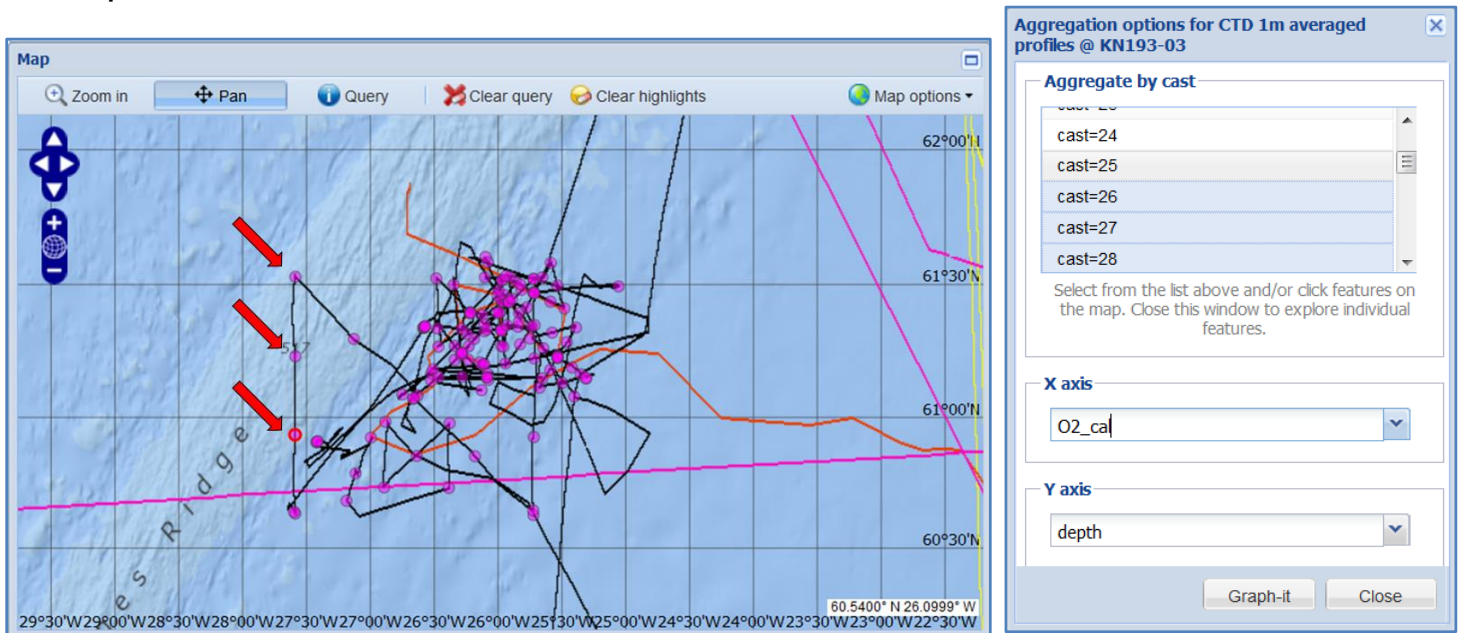 Map
Zoom in Pan Query Clear query Clear highlights Map options
62°00'N
61°30'N
517
61°00'N
es Ridge
60°30'N
60.5400° N 26.0999° W
29°30'W 29°00'W 28°30'W 28°00'W 27°30'W 27°00'W 26°30'W 26°00'W 25°30'W 25°00'W 24°30'W 24°00'W 23°30'W 23°00'W 22°30'W
Aggregation options for CTD 1m averaged
profiles @ KN193-03
Aggregate by cast
cast=24
cast=25
cast=26
cast=27
cast=28
Select from the list above and/or click features on
the map. Close this window to explore individual
features.
X axis
O2_cal
Y axis
depth
Graph-it Close